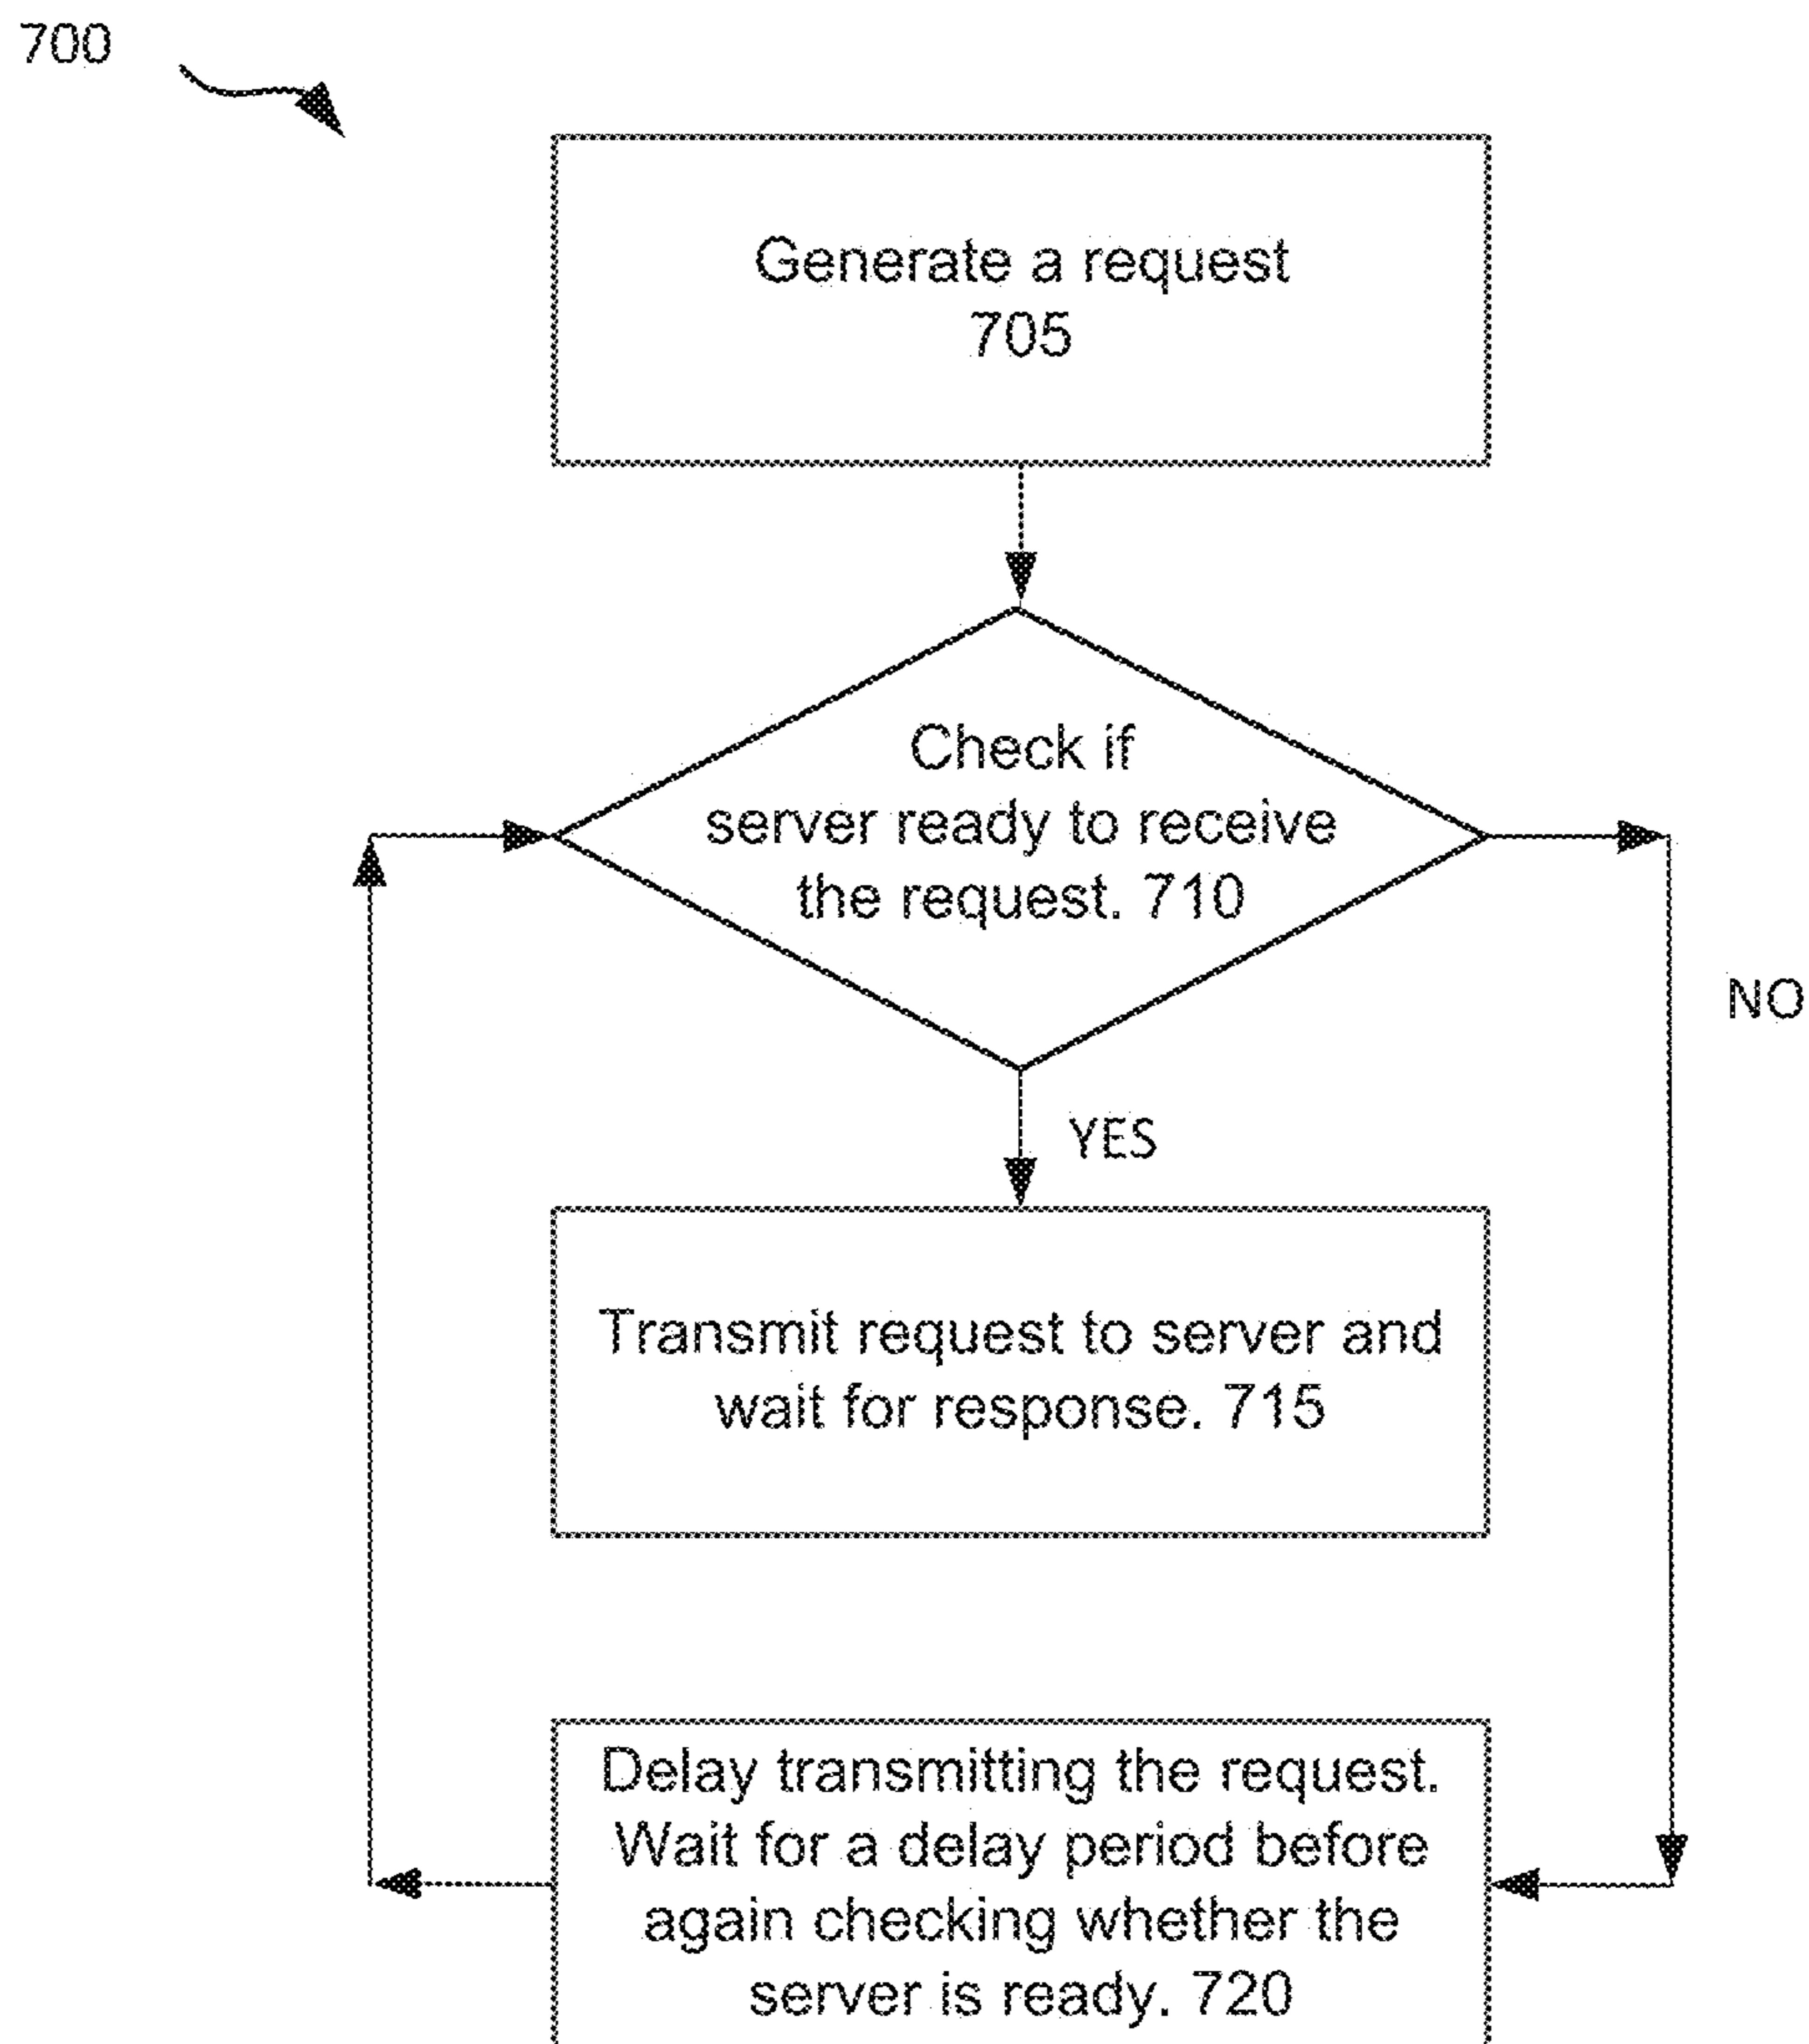 700
Generate a request
705
Check if
server ready to receive
the request. 710
NO
YES
Transmit request to server and
wait for response. 715
Delay transmitting the request.
Wait for a delay period before
again checking whether the
server is ready. 720